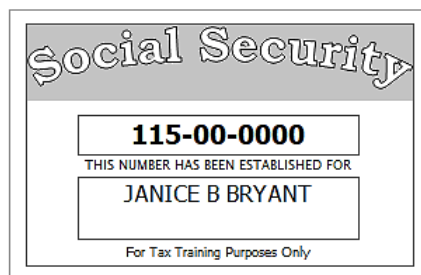 Social Security
115-00-0000
THIS NUMBER HAS BEEN ESTABLISHED FOR
JANICE B BRYANT
For Tax Training Purposes Only